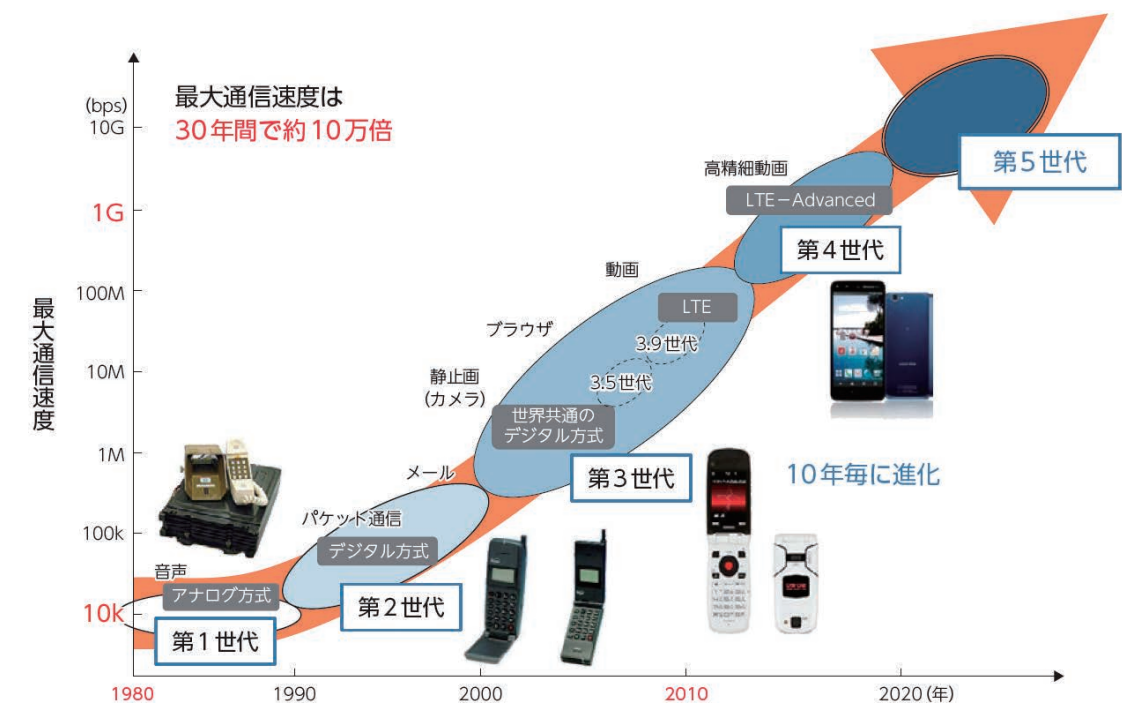 最大通信速度は
30年間で約10万倍
(bps)
10G
1G
100M
10M
1M
100k
10k
最大通信速度
第5世代
高精細動画
LTE－Advanced
第4世代
動画
LTE
ブラウザ
3.9世代
3.5世代
静止画
(カメラ)
世界共通の
デジタル方式
第3世代
10年毎に進化
メール
パケット通信
デジタル方式
第2世代
音声
アナログ方式
第1世代
1980
1990
2000
2010
2020(年)